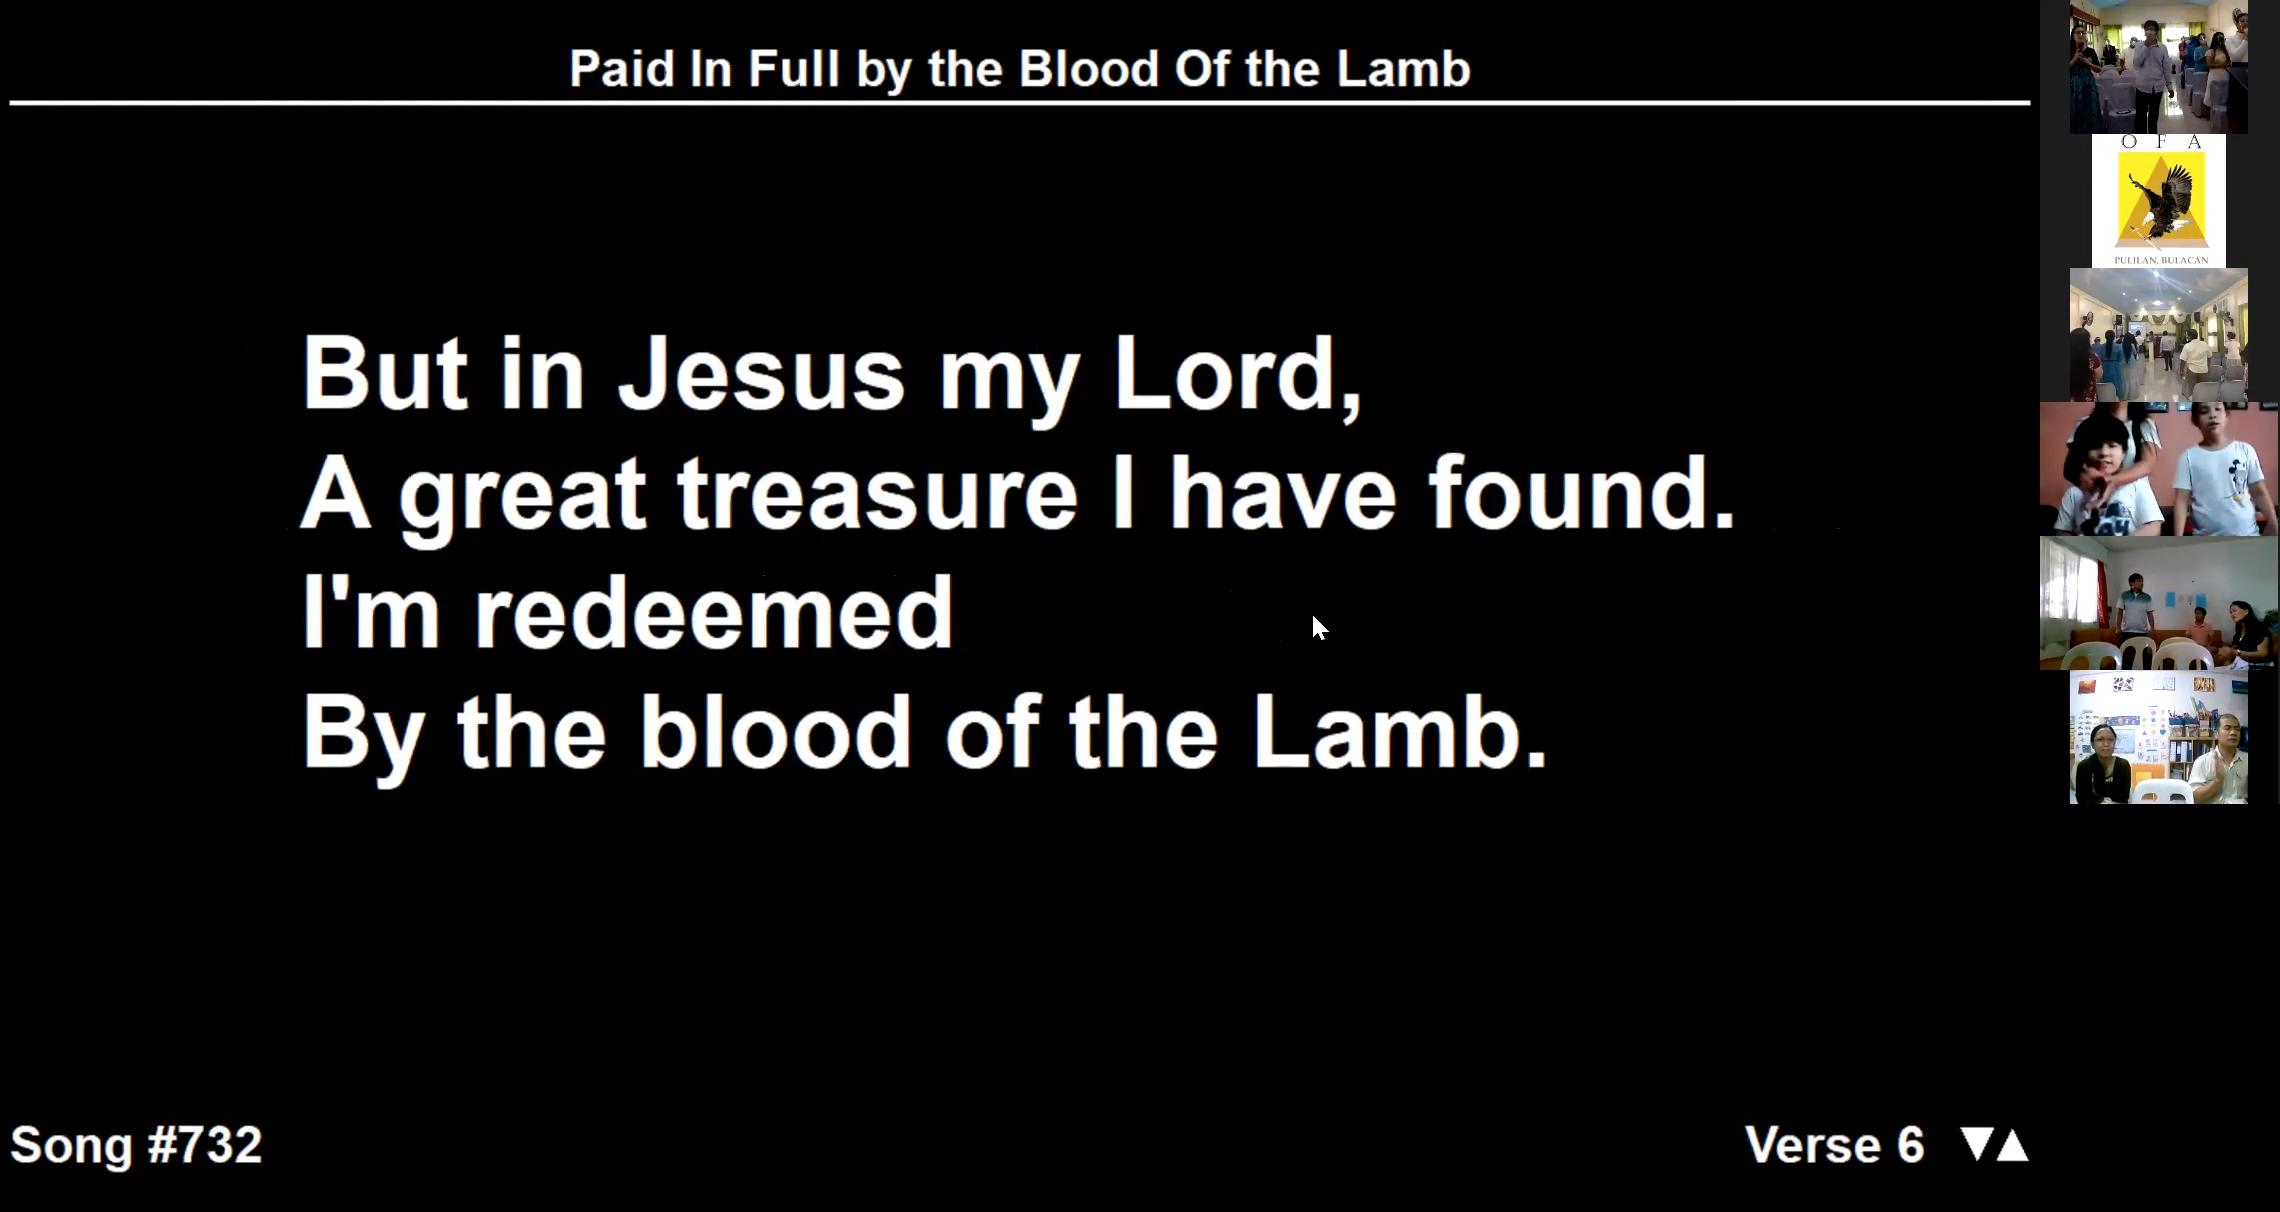 Paid In Full by the Blood Of the Lamb
But in Jesus my Lord,
A great treasure I have found.
I'm redeemed
By the blood of the Lamb.
Song #732
Verse 6 ▼▲
O F A
PULILAN, BULACAN